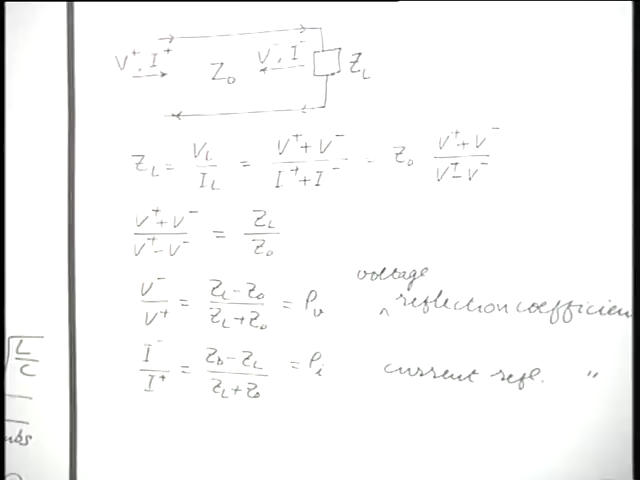 V⁺, I⁺ Z₀ V⁻, I⁻ Z_L
Z_L = V_L / I_L = (V⁺ + V⁻) / (I⁺ + I⁻) = Z₀ (V⁺ + V⁻) / (V⁺ - V⁻)
(V⁺ + V⁻) / (V⁺ - V⁻) = Z_L / Z₀
voltage
V⁻ / V⁺ = (Z_L - Z₀) / (Z_L + Z₀) = ρ_v ‸ reflection coefficien
I⁻ / I⁺ = (Z₀ - Z_L) / (Z_L + Z₀) = ρ_i current refl. "
√(L/C)